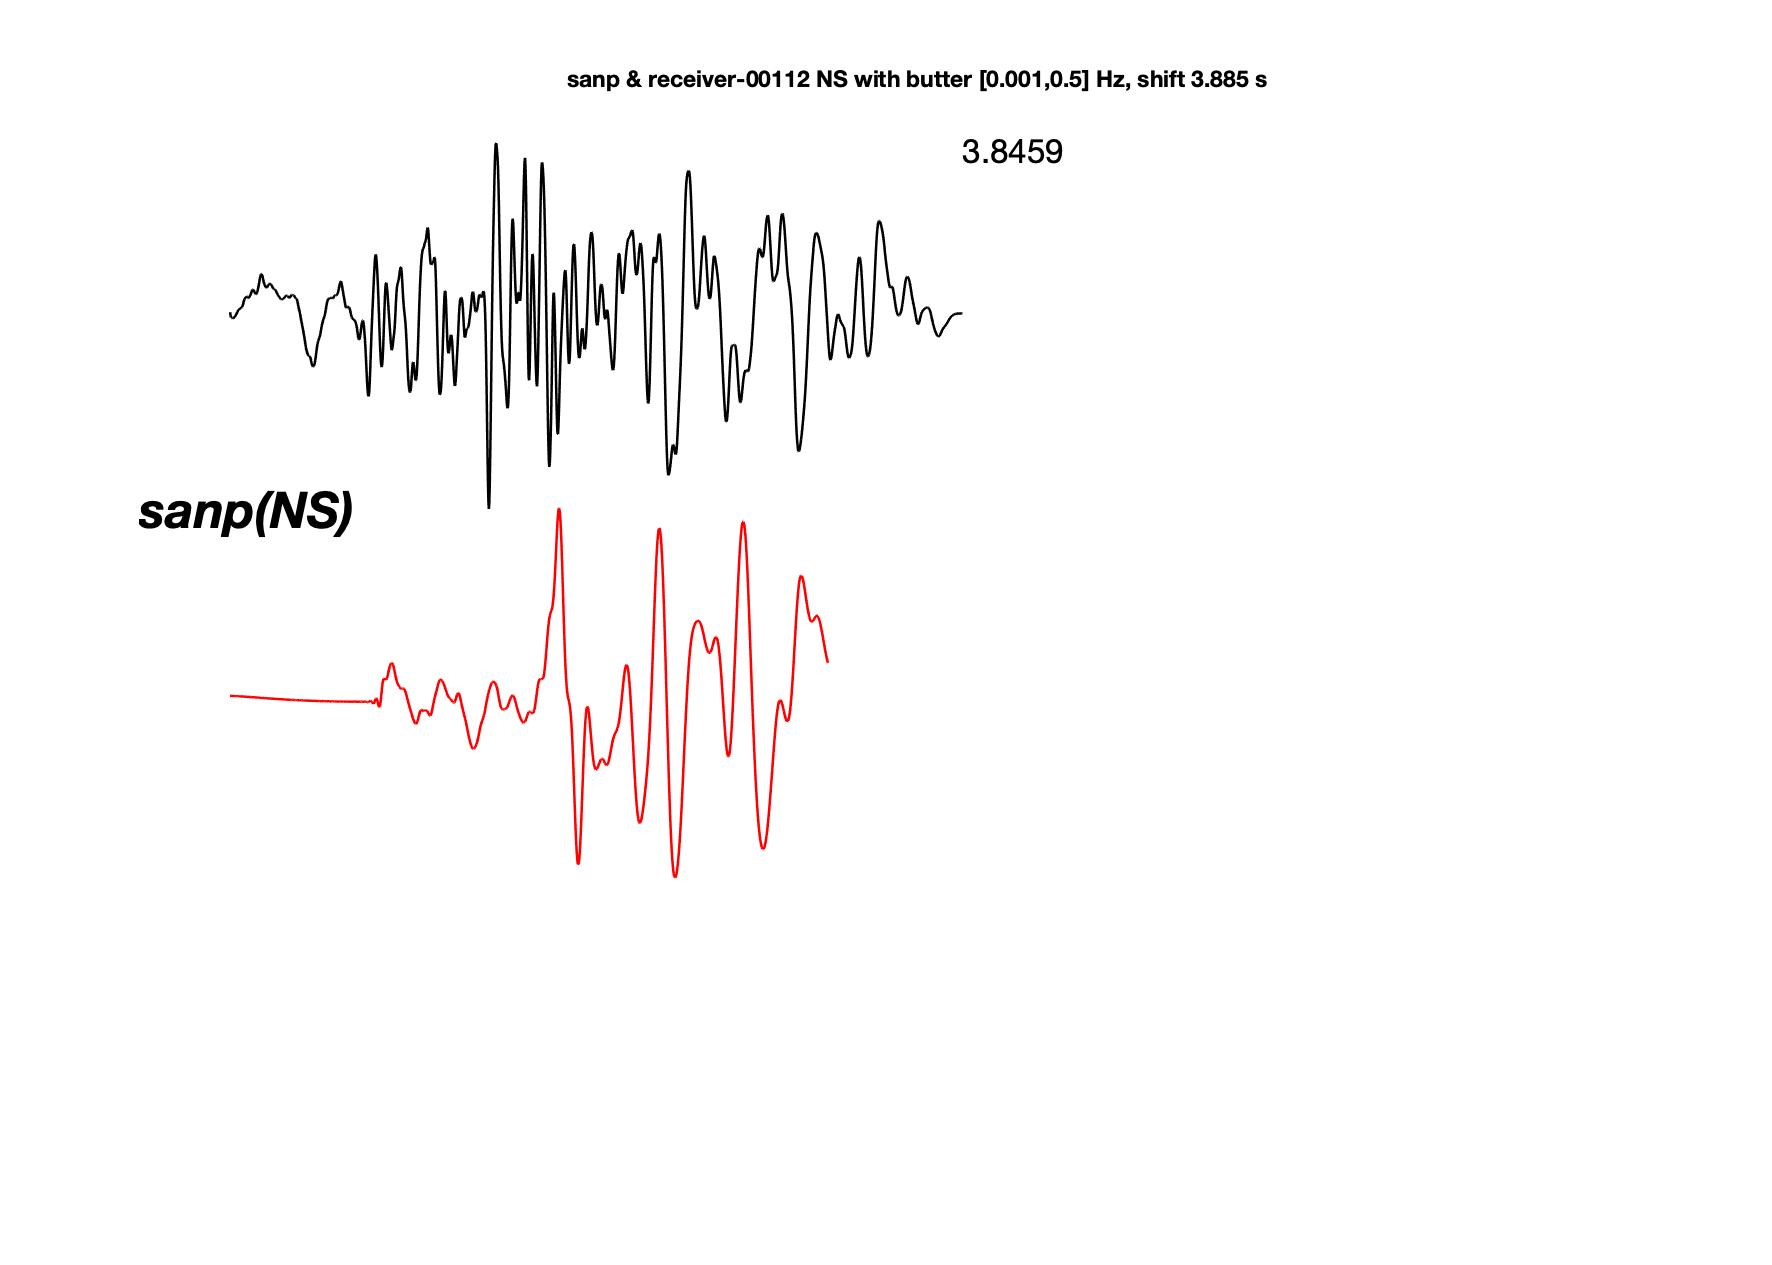 sanp & receiver-00112 NS with butter [0.001,0.5] Hz, shift 3.885 s
3.8459
sanp(NS)